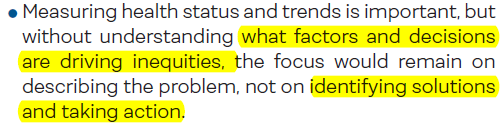 • Measuring health status and trends is important, but
without understanding what factors and decisions
are driving inequities, the focus would remain on
describing the problem, not on identifying solutions
and taking action.